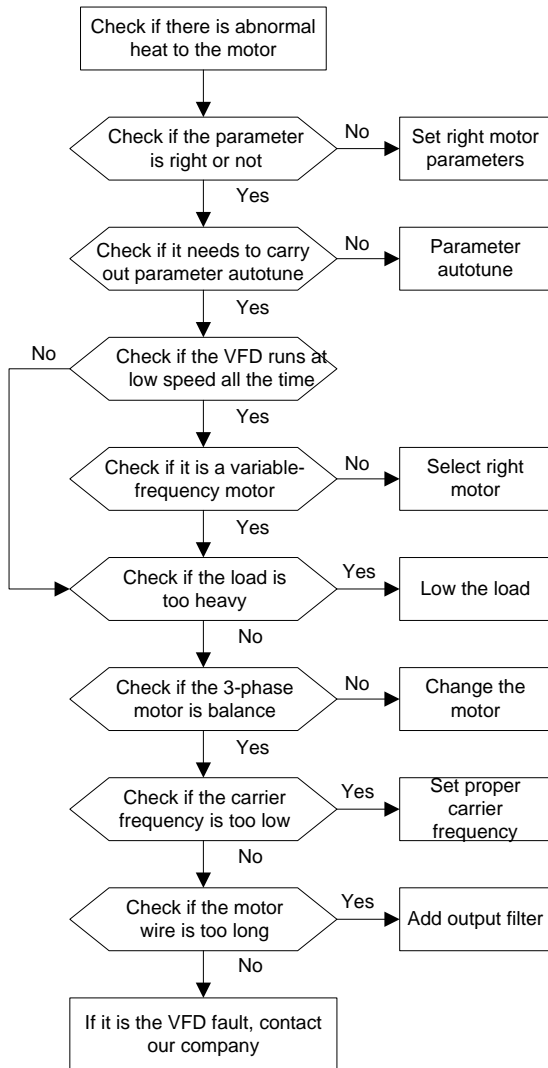 Check if there is abnormal
heat to the motor
Check if the parameter
is right or not
No
Set right motor
parameters
Yes
Check if it needs to carry
out parameter autotune
No
Parameter
autotune
Yes
No
Check if the VFD runs at
low speed all the time
Yes
Check if it is a variable-
frequency motor
No
Select right
motor
Yes
Check if the load is
too heavy
Yes
Low the load
No
Check if the 3-phase
motor is balance
No
Change the
motor
Yes
Check if the carrier
frequency is too low
Yes
Set proper
carrier
frequency
No
Check if the motor
wire is too long
Yes
Add output filter
No
If it is the VFD fault, contact
our company